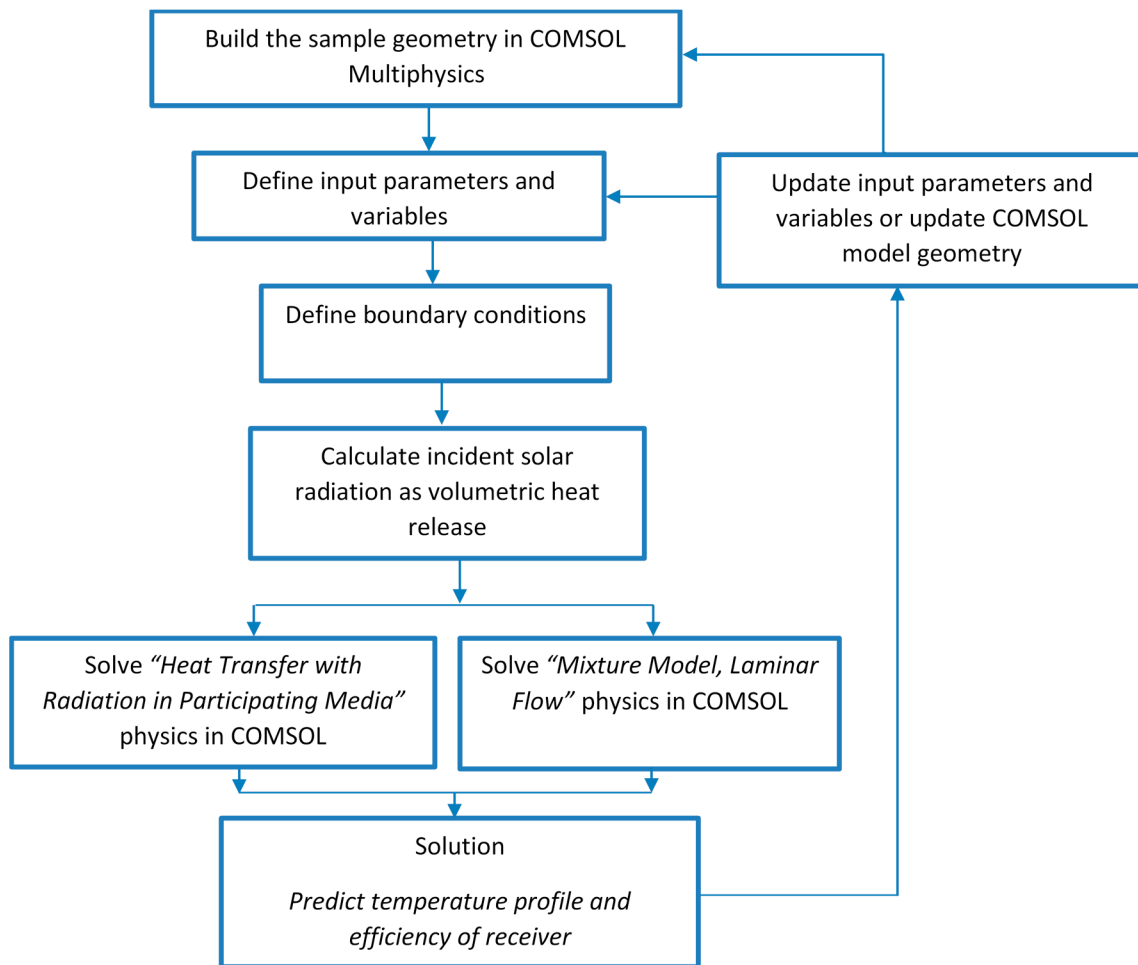 Build the sample geometry in COMSOL
Multiphysics
Define input parameters and
variables
Update input parameters and
variables or update COMSOL
model geometry
Define boundary conditions
Calculate incident solar
radiation as volumetric heat
release
Solve “Heat Transfer with
Radiation in Participating Media”
physics in COMSOL
Solve “Mixture Model, Laminar
Flow” physics in COMSOL
Solution
Predict temperature profile and
efficiency of receiver